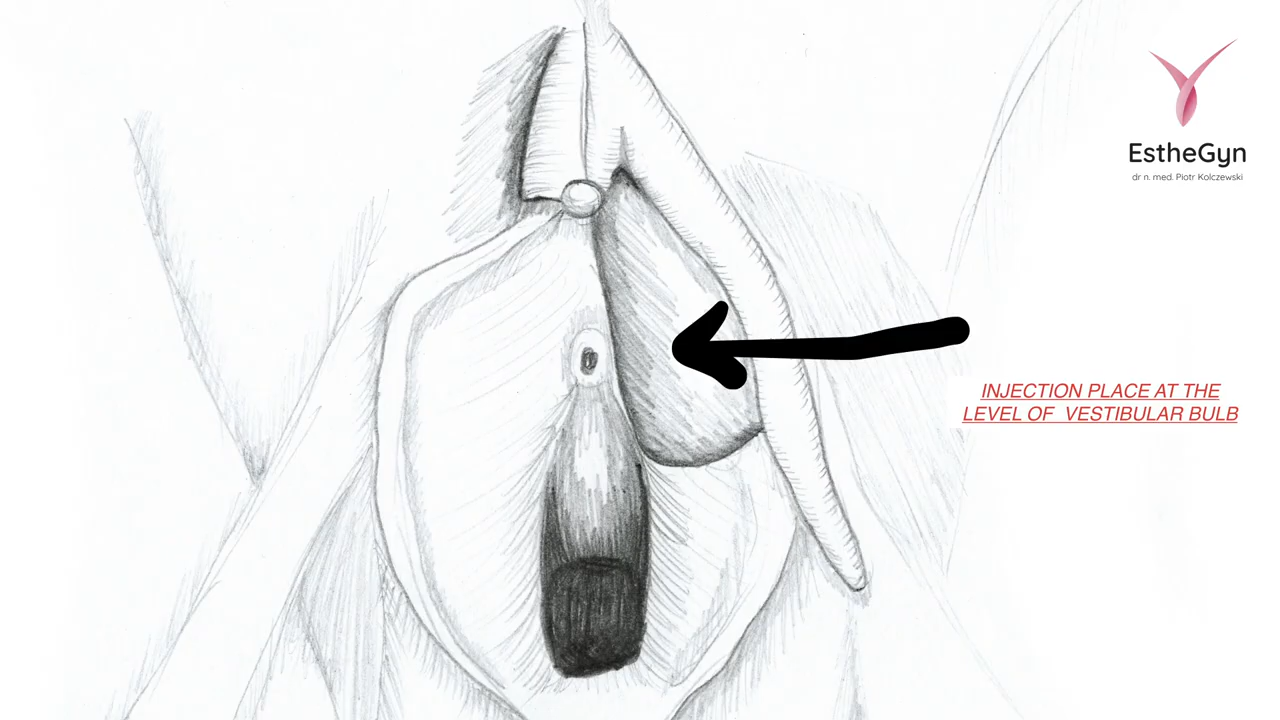 EstheGyn
dr n. med. Piotr Kolczewski
INJECTION PLACE AT THE
LEVEL OF  VESTIBULAR BULB